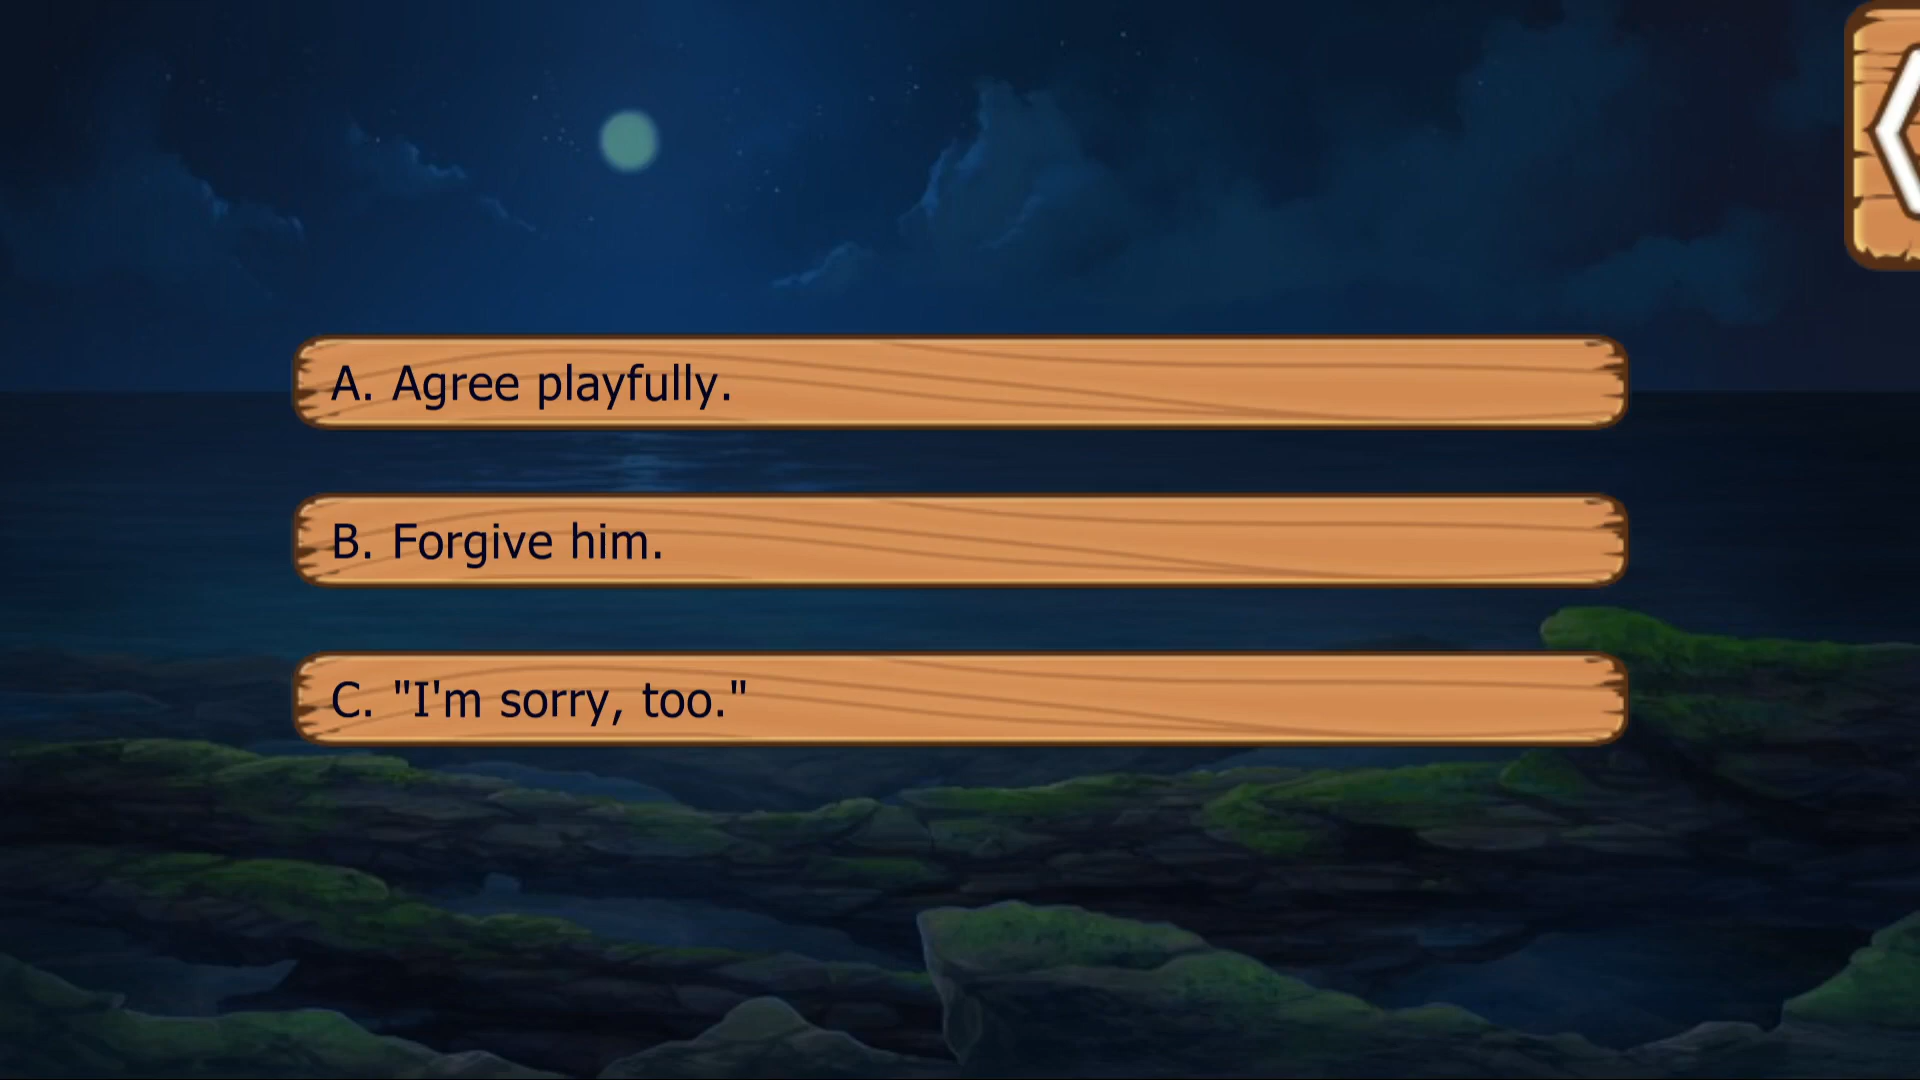 A. Agree playfully.
B. Forgive him.
C. "I'm sorry, too."